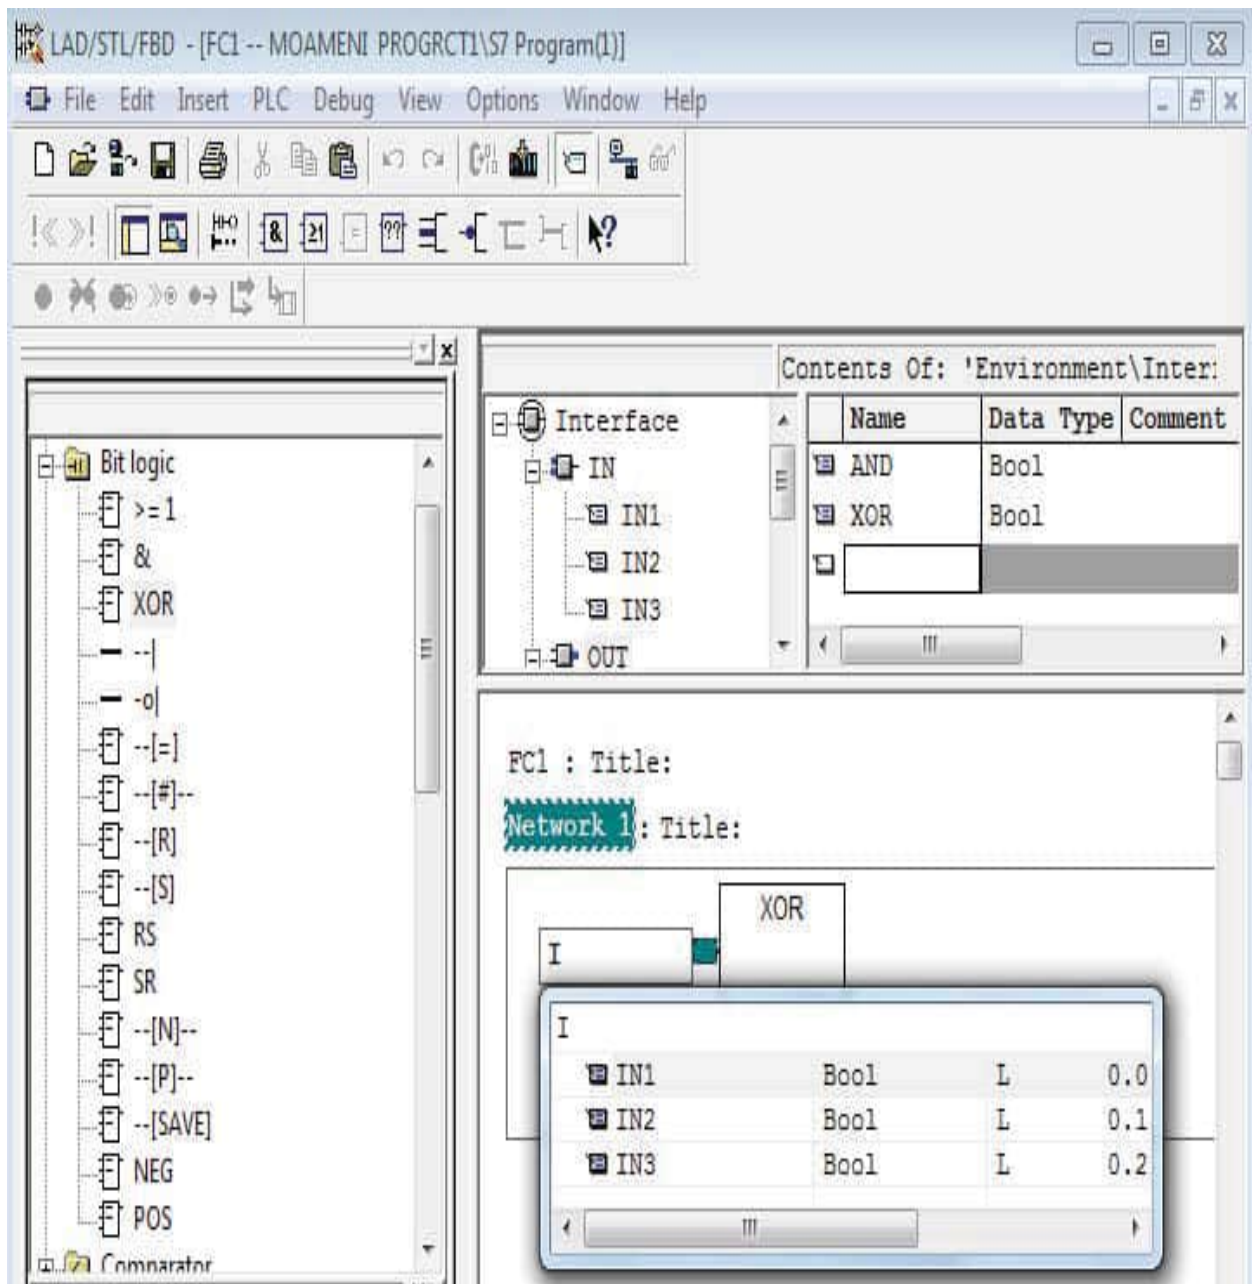 LAD/STL/FBD - [FC1 -- MOAMENI PROGRCT1\S7 Program(1)]
File Edit Insert PLC Debug View Options Window Help
Contents Of: 'Environment\Inter
Name Data Type Comment
AND Bool
XOR Bool
Interface
IN
IN1
IN2
IN3
OUT
Bit logic
>=1
&
XOR
--|
-o|
--[=]
--[#]--
--[R]
--[S]
RS
SR
--[N]--
--[P]--
--[SAVE]
NEG
POS
Comparator
FC1 : Title:
Network 1: Title:
XOR
I
I
IN1 Bool L 0.0
IN2 Bool L 0.1
IN3 Bool L 0.2